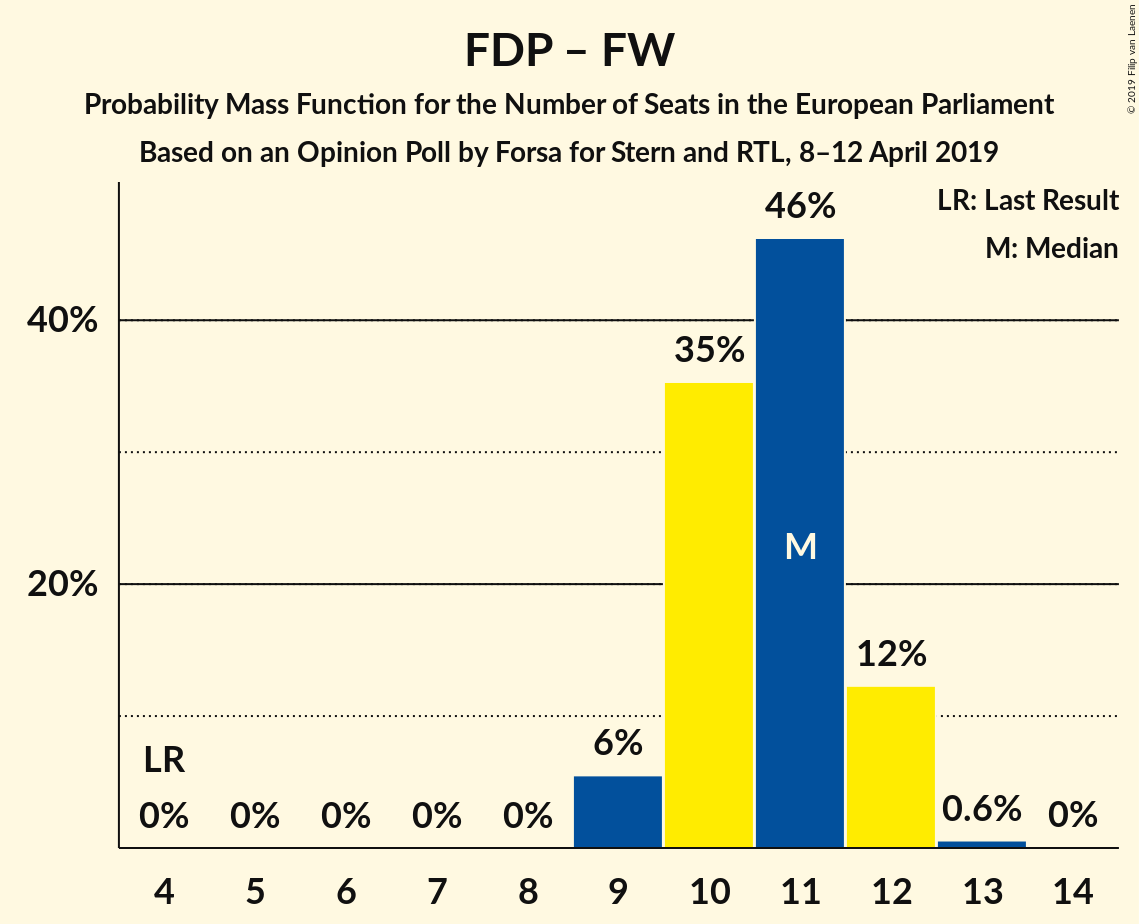 FDP – FW
Probability Mass Function for the Number of Seats in the European Parliament
Based on an Opinion Poll by Forsa for Stern and RTL, 8–12 April 2019
© 2019 Filip van Laenen
LR: Last Result
M: Median
46%
40%
35%
M
20%
12%
6%
LR
0% 0% 0% 0% 0% 0.6% 0%
4 5 6 7 8 9 10 11 12 13 14